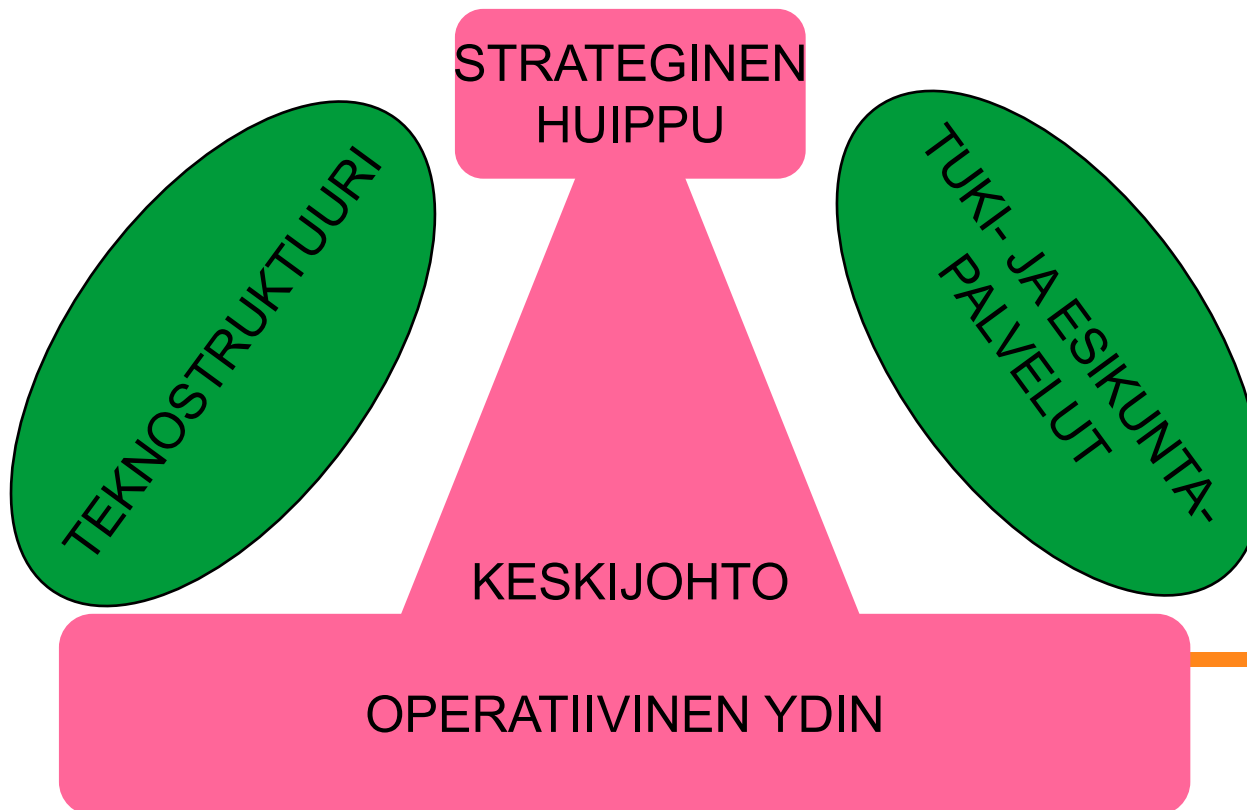 STRATEGINEN
HUIPPU
TEKNOSTRUKTUURI
TUKI- JA ESIKUNTA-
PALVELUT
KESKIJOHTO
OPERATIIVINEN YDIN